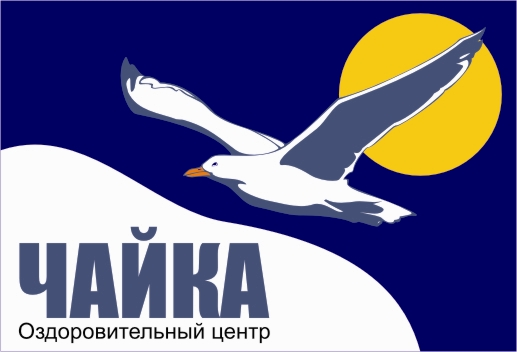 ЧАЙКА
Оздоровительный центр